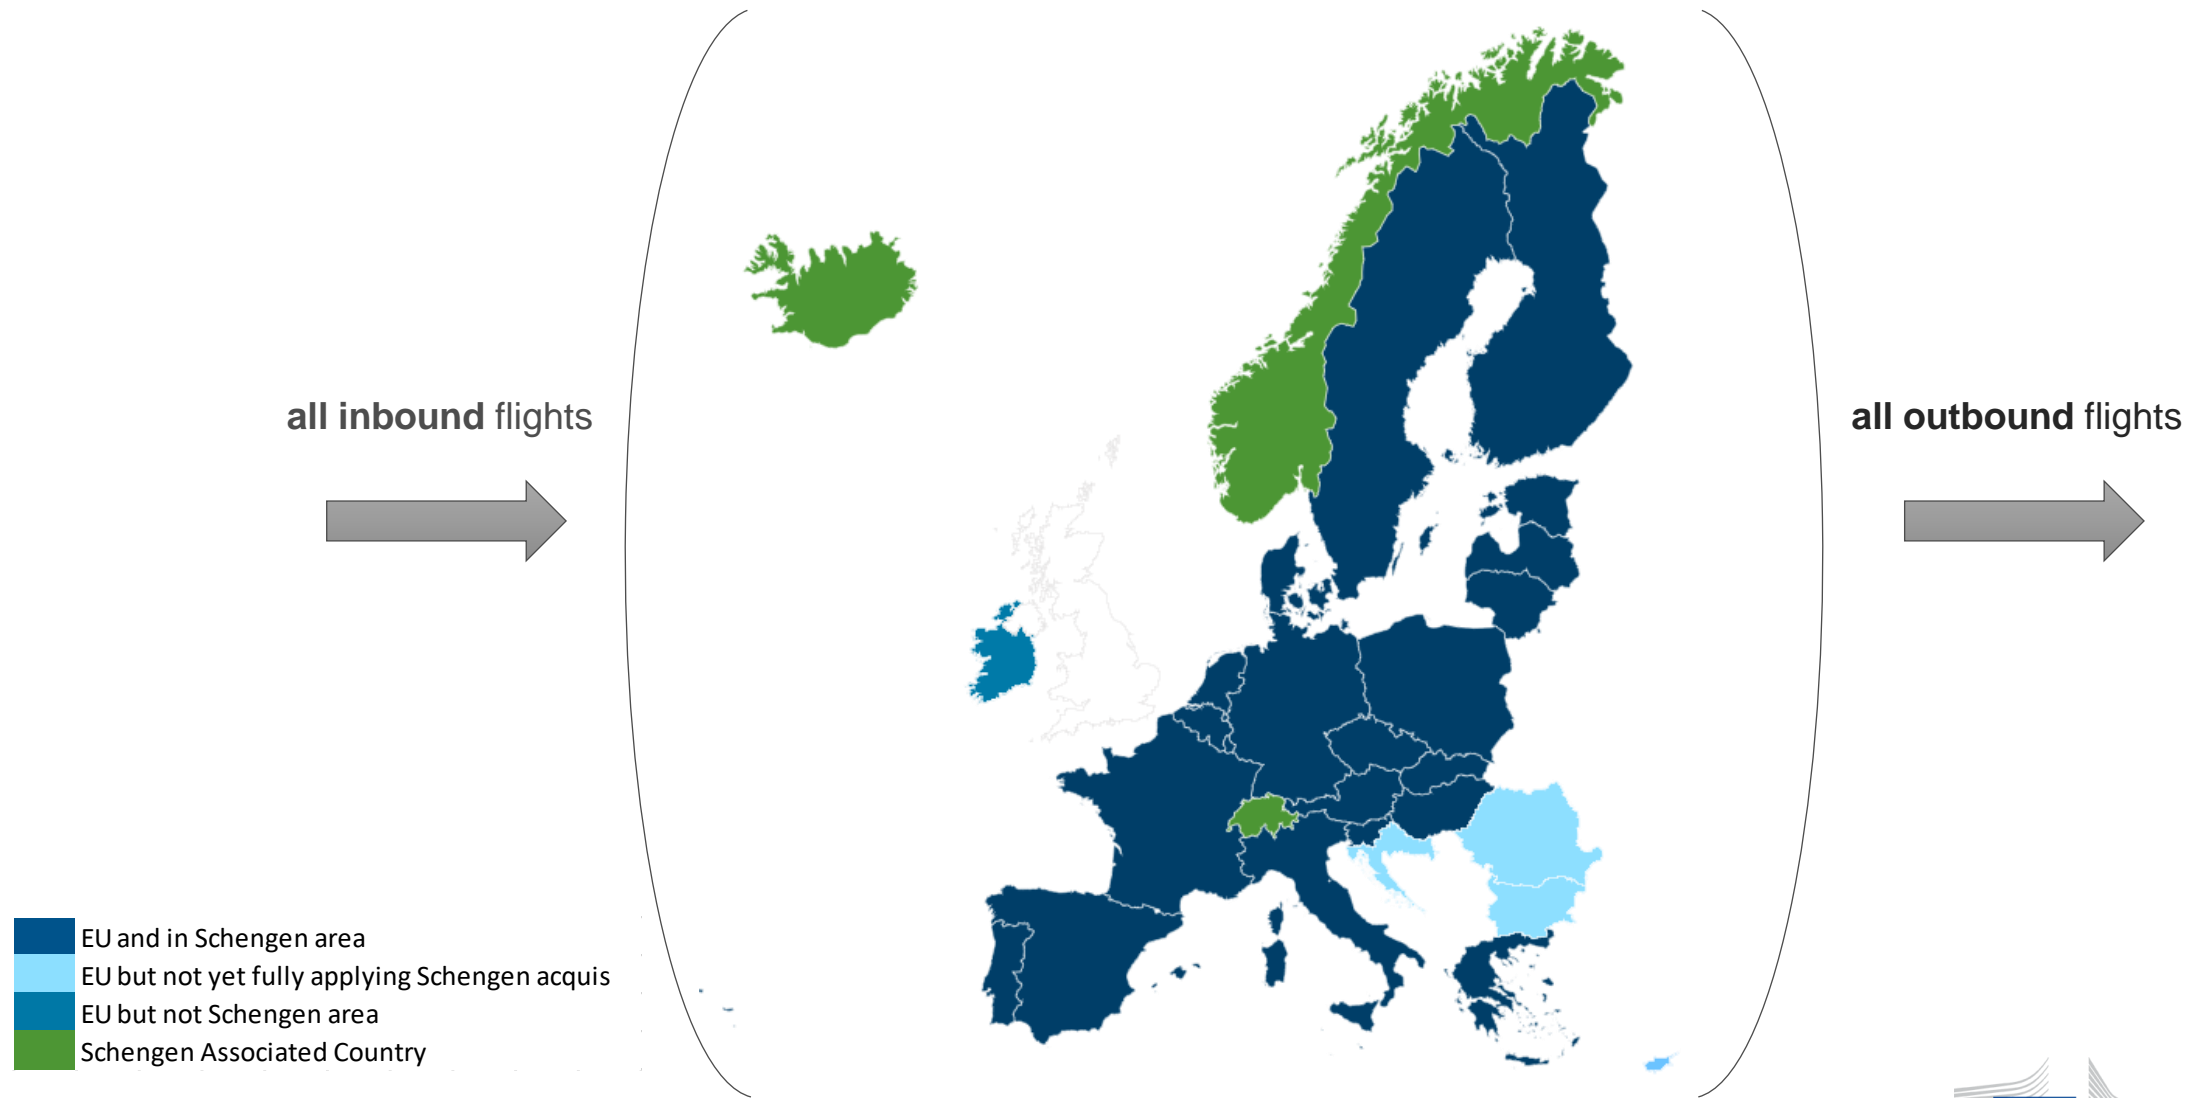 all inbound flights
all outbound flights
EU and in Schengen area
EU but not yet fully applying Schengen acquis
EU but not Schengen area
Schengen Associated Country